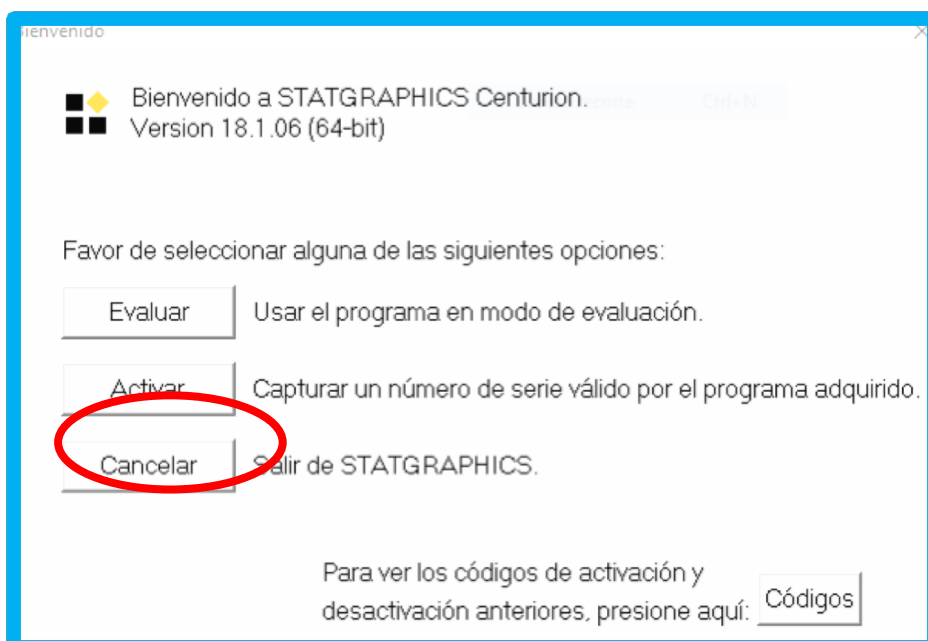 Bienvenido
Bienvenido a STATGRAPHICS Centurion.
Ctrl+N
Version 18.1.06 (64-bit)
Favor de seleccionar alguna de las siguientes opciones:
Evaluar Usar el programa en modo de evaluación.
Activar Capturar un número de serie válido por el programa adquirido.
Cancelar Salir de STATGRAPHICS.
Para ver los códigos de activación y
desactivación anteriores, presione aquí: Códigos